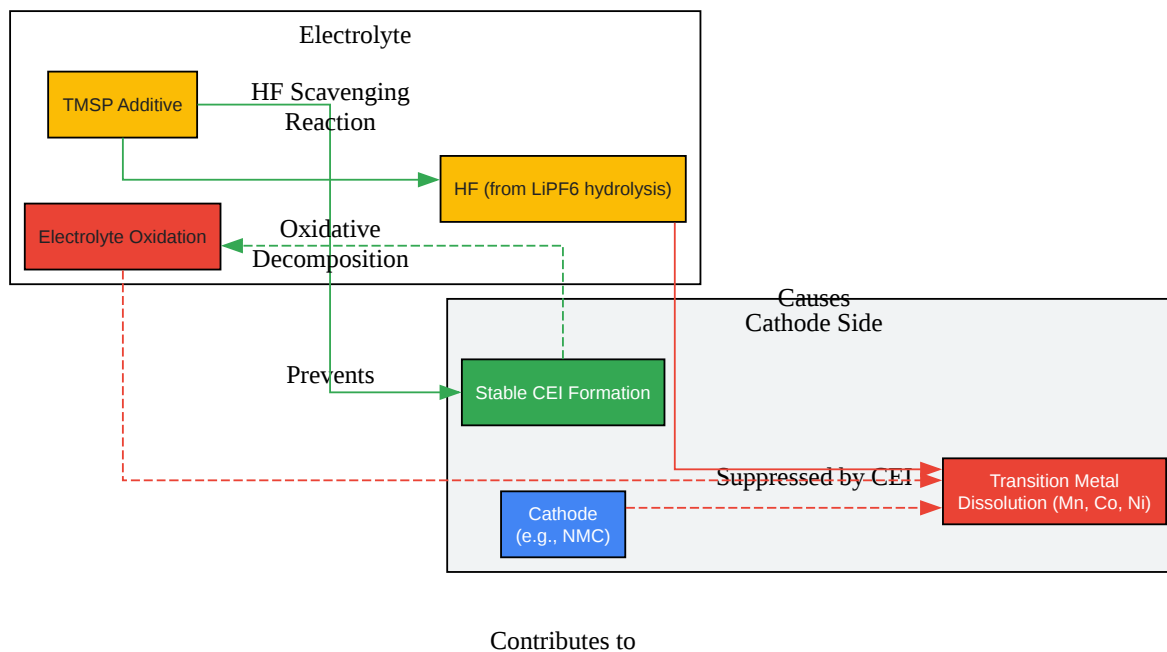 Electrolyte
TMSP Additive
HF Scavenging
Reaction
HF (from LiPF6 hydrolysis)
Electrolyte Oxidation
Oxidative
Decomposition
Causes
Cathode Side
Prevents
Stable CEI Formation
Suppressed by CEI
Transition Metal
Dissolution (Mn, Co, Ni)
Cathode
(e.g., NMC)
Contributes to